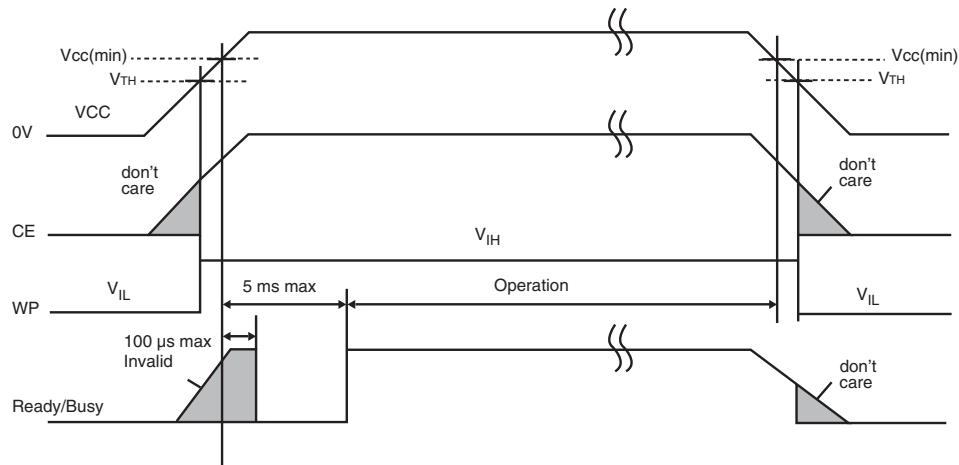 Vcc(min)
VTH
VCC
0V
Vcc(min)
VTH
don't
care
don't
care
CE
VIH
5 ms max
Operation
VIL
VIL
WP
100 µs max
Invalid
don't
care
Ready/Busy